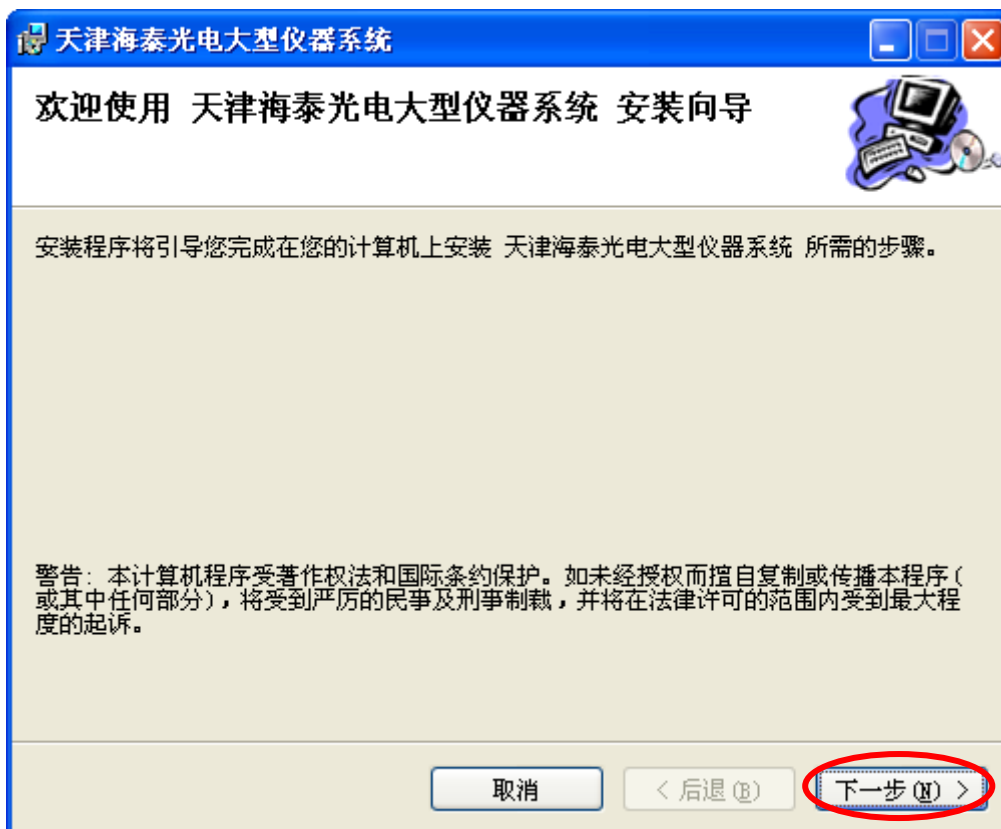 天津海泰光电大型仪器系统
欢迎使用 天津海泰光电大型仪器系统 安装向导
安装程序将引导您完成在您的计算机上安装 天津海泰光电大型仪器系统 所需的步骤。
警告: 本计算机程序受著作权法和国际条约保护。如未经授权而擅自复制或传播本程序(
或其中任何部分),将受到严厉的民事及刑事制裁,并将在法律许可的范围内受到最大程
度的起诉。
取消 < 后退(B) 下一步(N) >